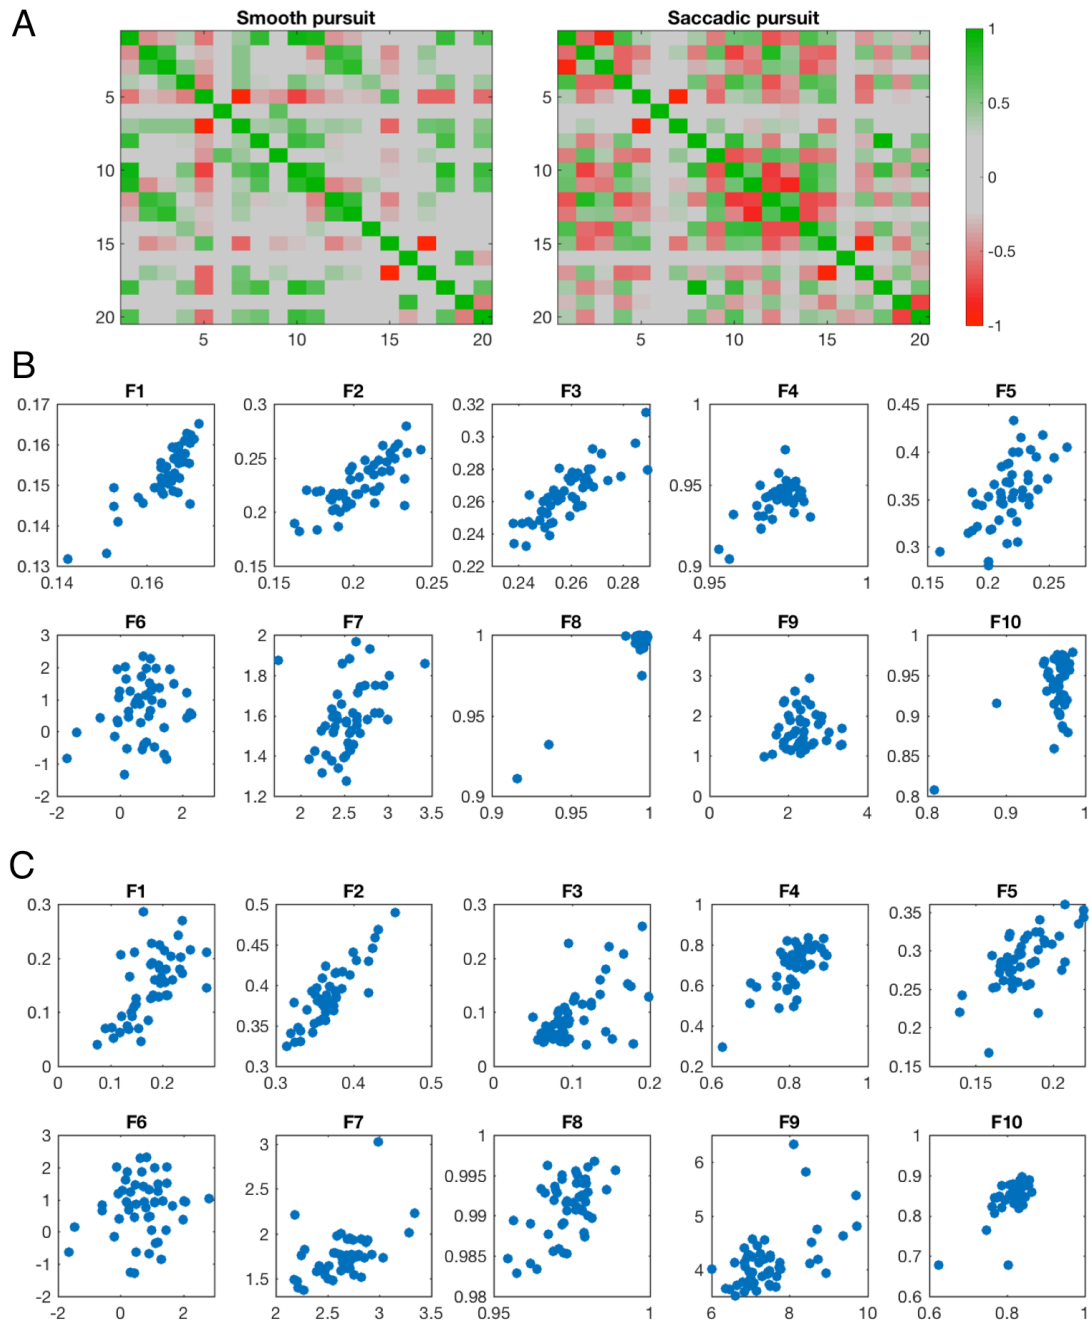 A
Smooth pursuit
Saccadic pursuit
5
10
15
20
5 10 15 20
5
10
15
20
5 10 15 20
1
0.5
0
-0.5
-1
B
F1
0.17
0.16
0.15
0.14
0.13
0.14 0.16
F2
0.3
0.25
0.2
0.15
0.15 0.2 0.25
F3
0.32
0.3
0.28
0.26
0.24
0.22
0.24 0.26 0.28
F4
1
0.95
0.9
0.95 1
F5
0.45
0.4
0.35
0.3
0.15 0.2 0.25
F6
3
2
1
0
-1
-2
-2 0 2
F7
2
1.8
1.6
1.4
1.2
2 2.5 3 3.5
F8
1
0.95
0.9
0.9 0.95 1
F9
4
3
2
1
0
0 2 4
F10
1
0.95
0.9
0.85
0.8
0.8 0.9 1
C
F1
0.3
0.2
0.1
0
0 0.1 0.2
F2
0.5
0.45
0.4
0.35
0.3
0.3 0.4 0.5
F3
0.3
0.2
0.1
0
0 0.1 0.2
F4
1
0.8
0.6
0.4
0.2
0.6 0.8 1
F5
0.35
0.3
0.25
0.2
0.15
0.15 0.2
F6
3
2
1
0
-1
-2
-2 0 2
F7
3
2.5
2
1.5
2 2.5 3 3.5
F8
1
0.995
0.99
0.985
0.98
0.95 1
F9
6
5
4
6 8 10
F10
1
0.9
0.8
0.7
0.6
0.6 0.8 1